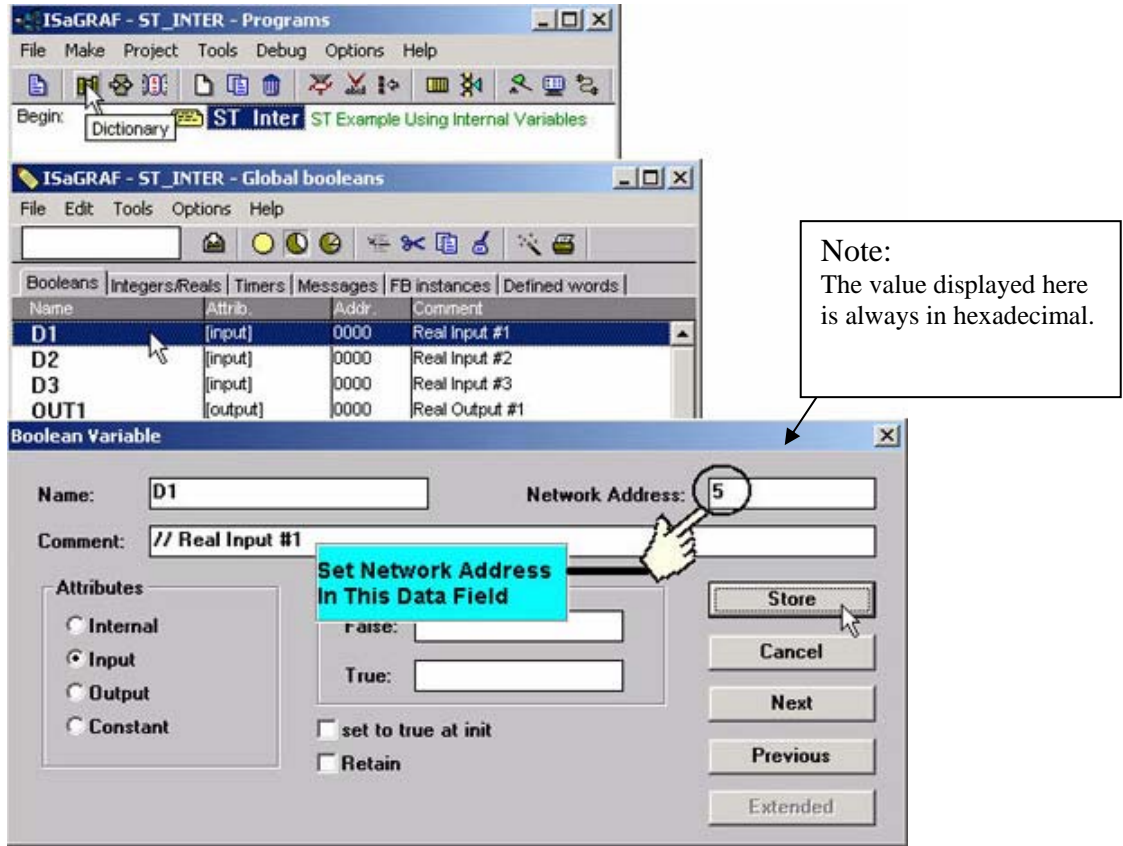 ISaGRAF - ST_INTER - Programs
File Make Project Tools Debug Options Help
Begin:
Dictionary
ST_Inter ST Example Using Internal Variables
ISaGRAF - ST_INTER - Global booleans
File Edit Tools Options Help
Booleans Integers/Reals Timers Messages FB instances Defined words
Name Attrib. Addr. Comment
D1 [input] 0000 Real Input #1
D2 [input] 0000 Real Input #2
D3 [input] 0000 Real Input #3
OUT1 [output] 0000 Real Output #1
Note:
The value displayed here
is always in hexadecimal.
Boolean Variable
Name: D1 Network Address: 5
Comment: // Real Input #1
Set Network Address
In This Data Field
Attributes
Internal
Input
Output
Constant
False:
True:
set to true at init
Retain
Store
Cancel
Next
Previous
Extended